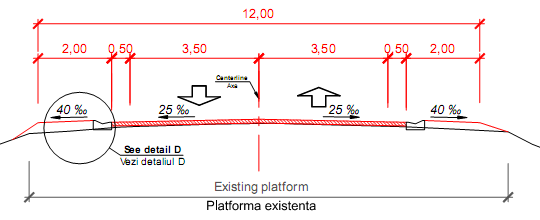 12,00
2,00 0,50 3,50 3,50 0,50 2,00
Centerline
Axa
40 ‰ 25 ‰ 25 ‰ 40 ‰
See detail D
Vezi detaliul D
Existing platform
Platforma existenta